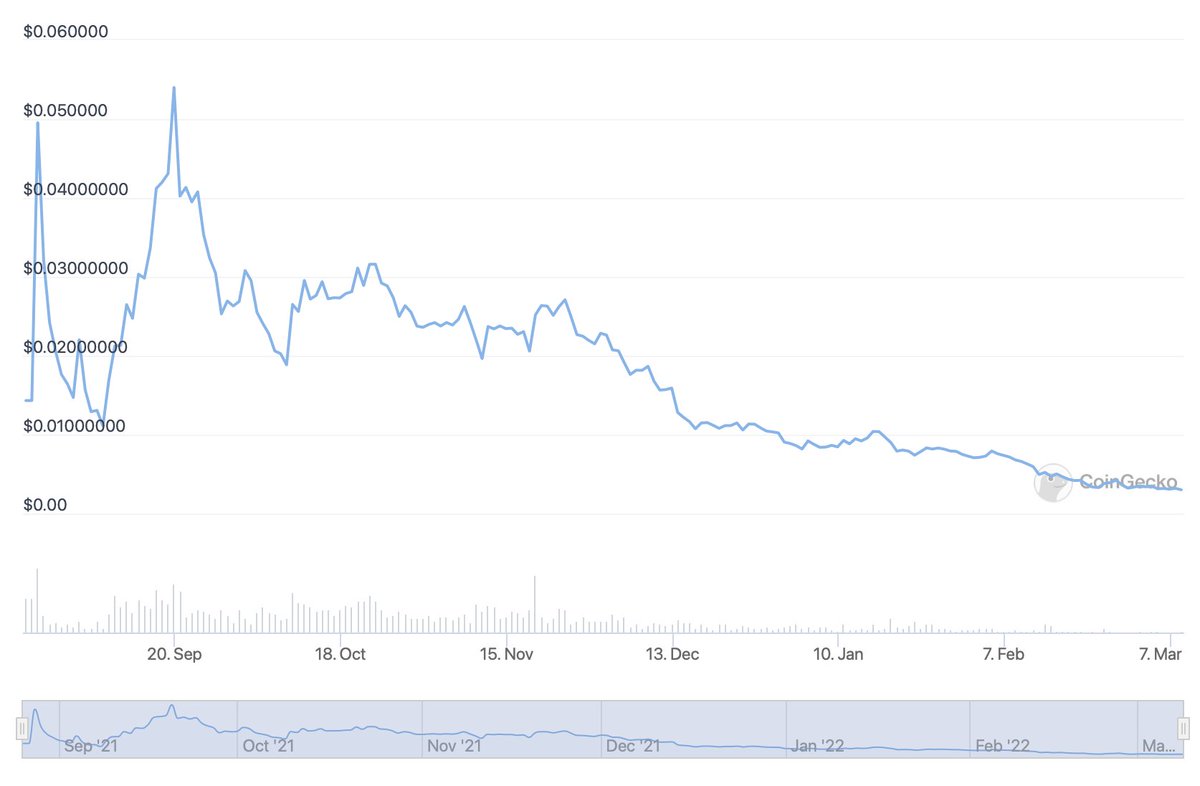 $0.060000
$0.050000
$0.04000000
$0.03000000
$0.02000000
$0.01000000
$0.00
CoinGecko
20. Sep 18. Oct 15. Nov 13. Dec 10. Jan 7. Feb 7. Mar
Sep '21 Oct '21 Nov '21 Dec '21 Jan '22 Feb '22 Ma...